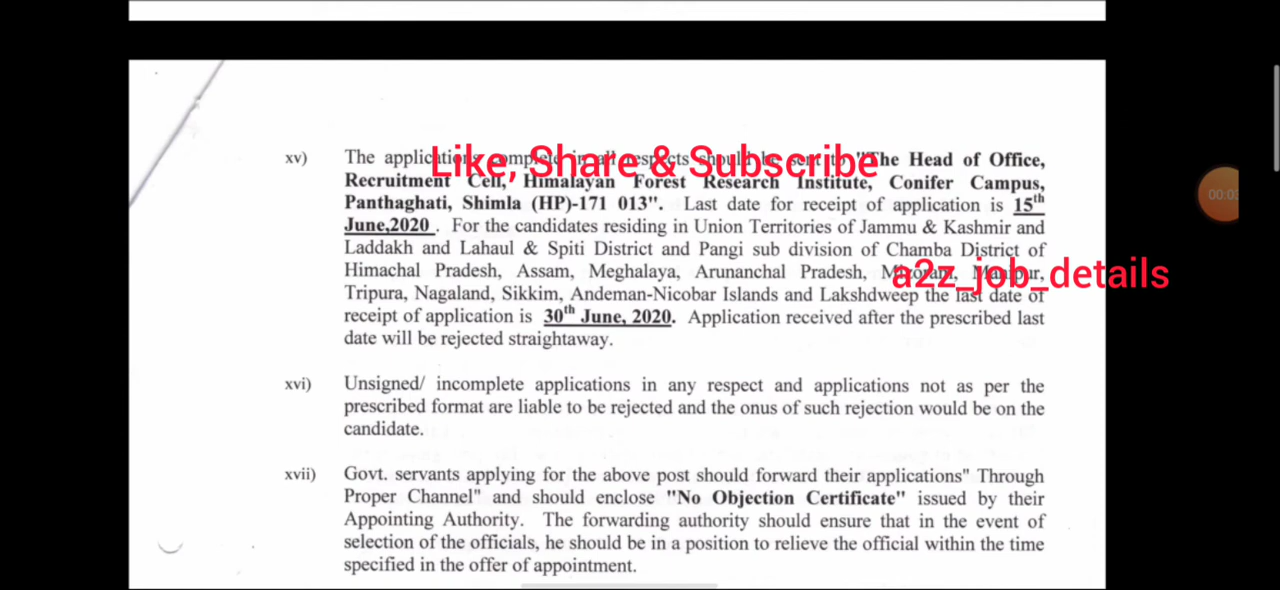 xv) The applications complete in all respects should be sent to "The Head of Office,
Recruitment Cell, Himalayan Forest Research Institute, Conifer Campus,
Panthaghati, Shimla (HP)-171 013". Last date for receipt of application is 15th
June,2020 . For the candidates residing in Union Territories of Jammu & Kashmir and
Laddakh and Lahaul & Spiti District and Pangi sub division of Chamba District of
Himachal Pradesh, Assam, Meghalaya, Arunanchal Pradesh, Mizoram, Manipur,
Tripura, Nagaland, Sikkim, Andeman-Nicobar Islands and Lakshdweep the last date of
receipt of application is 30th June, 2020. Application received after the prescribed last
date will be rejected straightaway.
Like, Share & Subscribe
00:0
a2z_job_details
xvi) Unsigned/ incomplete applications in any respect and applications not as per the
prescribed format are liable to be rejected and the onus of such rejection would be on the
candidate.
xvii) Govt. servants applying for the above post should forward their applications" Through
Proper Channel" and should enclose "No Objection Certificate" issued by their
Appointing Authority. The forwarding authority should ensure that in the event of
selection of the officials, he should be in a position to relieve the official within the time
specified in the offer of appointment.